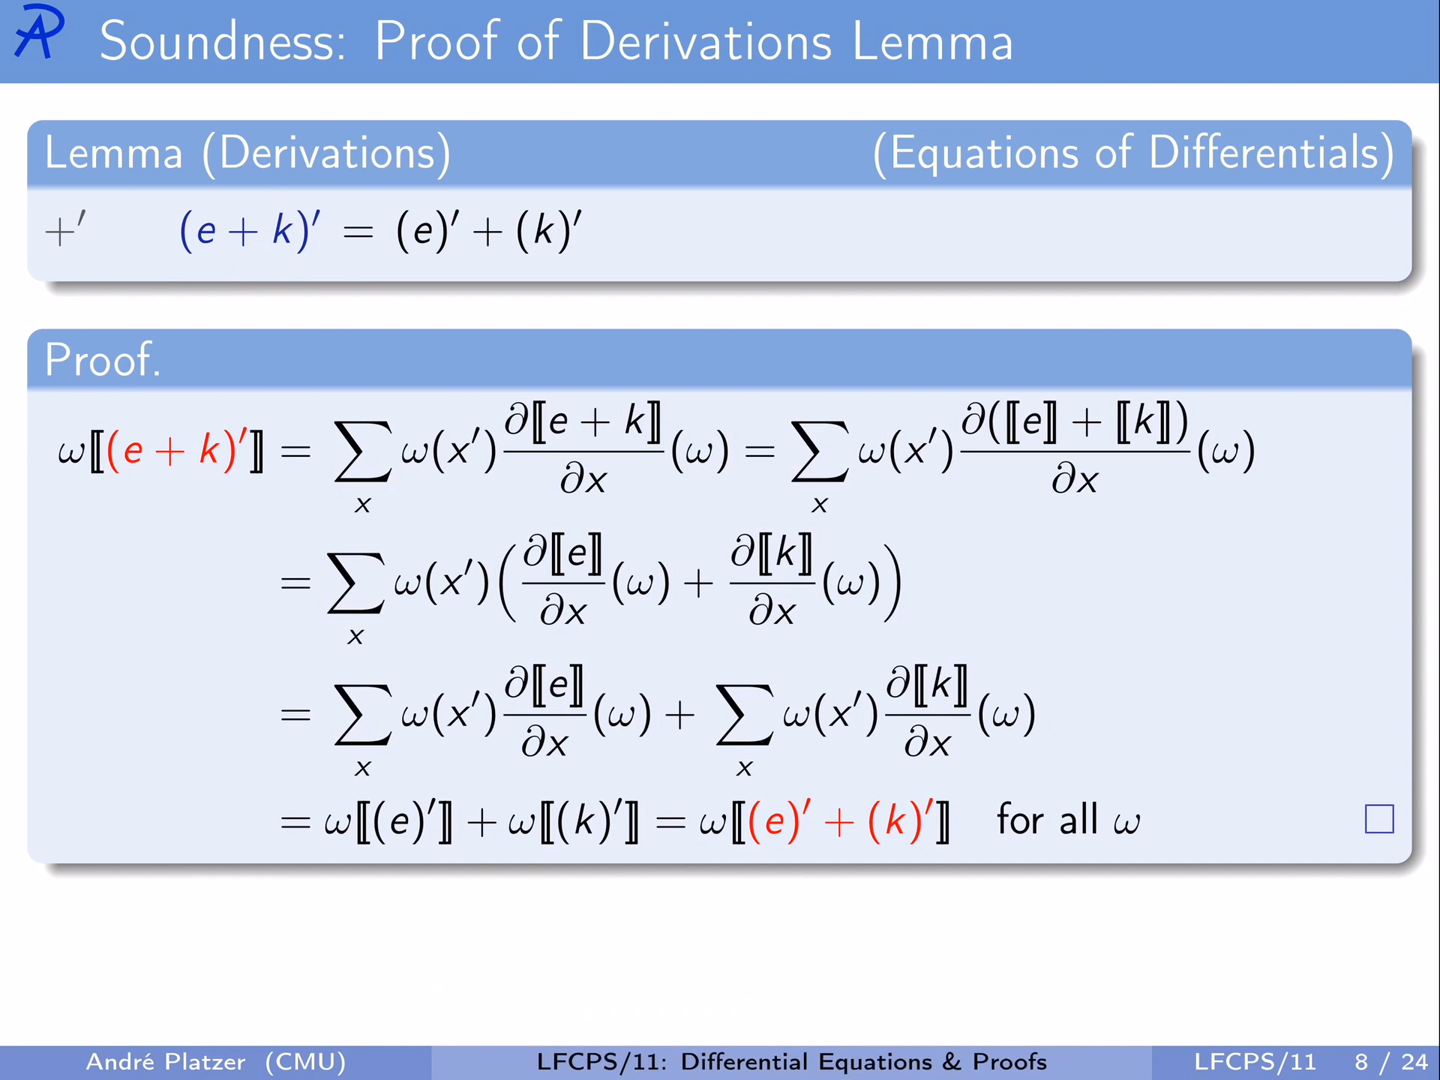 Soundness: Proof of Derivations Lemma
Lemma (Derivations) (Equations of Differentials)
+′ (e + k)′ = (e)′ + (k)′
Proof.
ω⟦(e + k)′⟧ = ∑ₓ ω(x′) ∂⟦e + k⟧/∂x (ω) = ∑ₓ ω(x′) ∂(⟦e⟧ + ⟦k⟧)/∂x (ω)
= ∑ₓ ω(x′) (∂⟦e⟧/∂x (ω) + ∂⟦k⟧/∂x (ω))
= ∑ₓ ω(x′) ∂⟦e⟧/∂x (ω) + ∑ₓ ω(x′) ∂⟦k⟧/∂x (ω)
= ω⟦(e)′⟧ + ω⟦(k)′⟧ = ω⟦(e)′ + (k)′⟧ for all ω □
André Platzer (CMU) LFCPS/11: Differential Equations & Proofs LFCPS/11 8 / 24